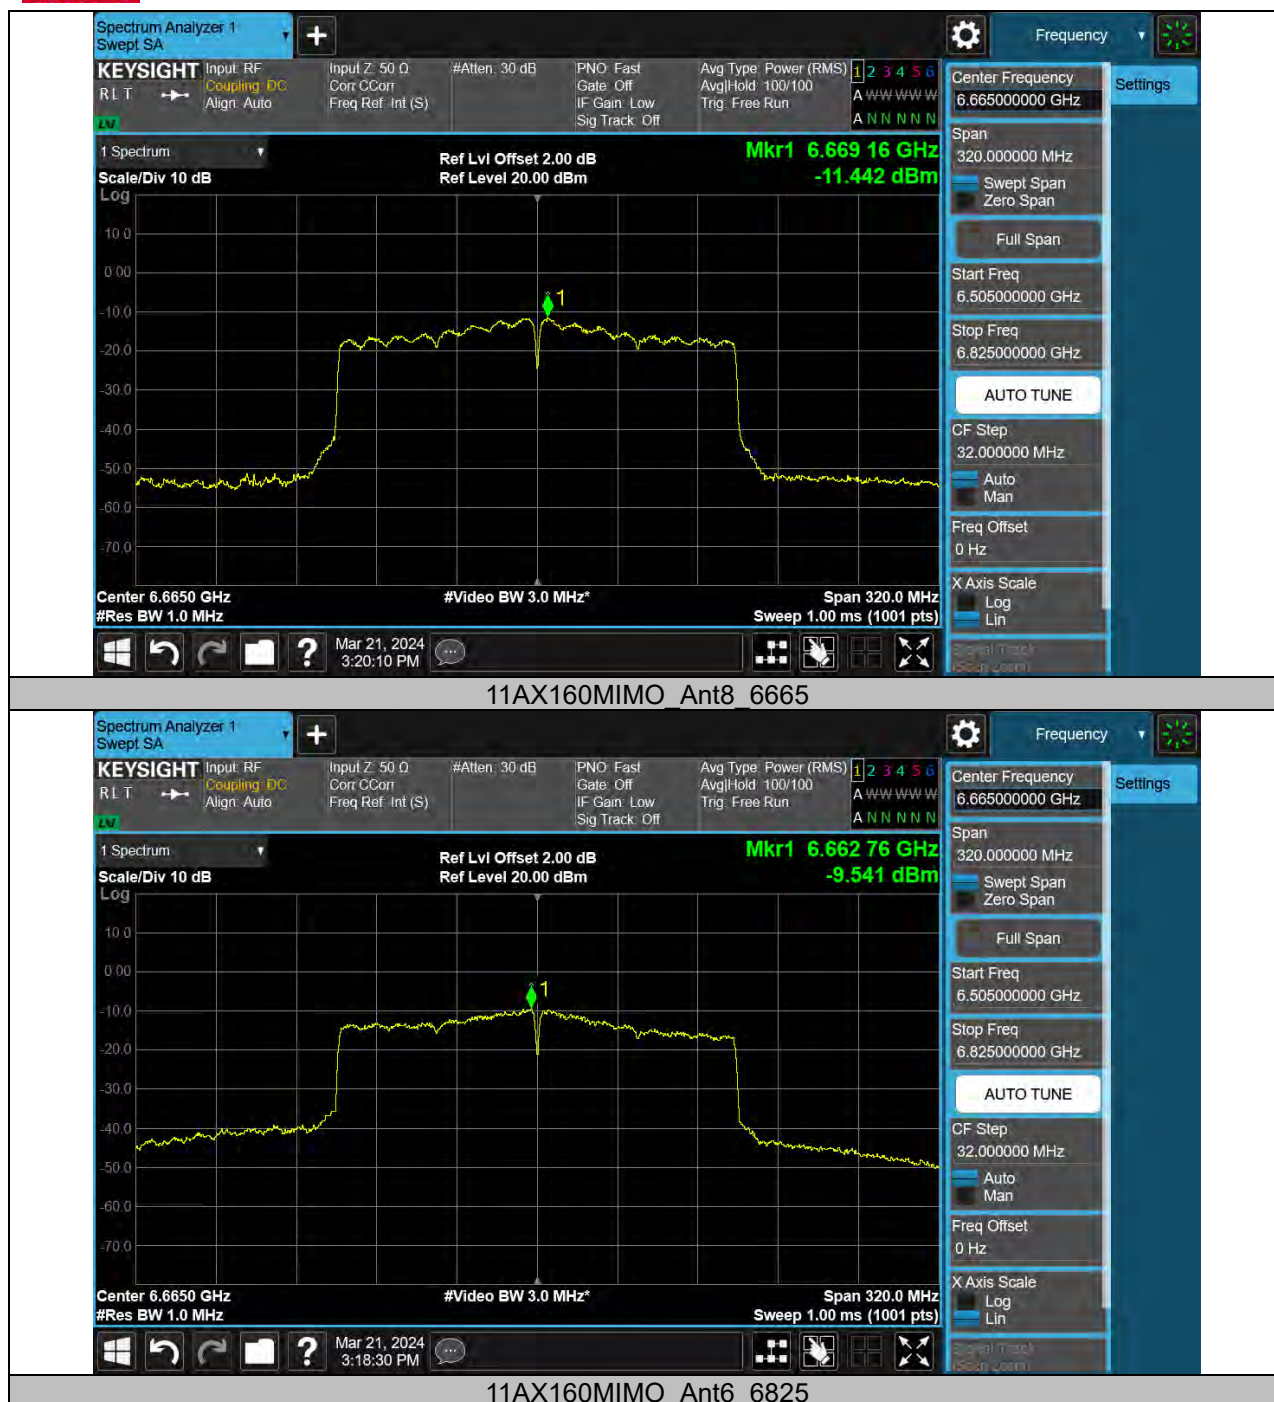 Spectrum Analyzer 1
Swept SA
Frequency
KEYSIGHT
RLT
LXI
Input: RF
Coupling: DC
Align: Auto
Input Z: 50 Ω
Corr CCorr
Freq Ref: Int (S)
#Atten: 30 dB
PNO: Fast
Gate: Off
IF Gain: Low
Sig Track: Off
Avg Type: Power (RMS)
Avg|Hold: 100/100
Trig: Free Run
1 2 3 4 5 6
A W W W W W
A N N N N N
Center Frequency
6.665000000 GHz
Settings
1 Spectrum
Scale/Div 10 dB
Log
Ref Lvl Offset 2.00 dB
Ref Level 20.00 dBm
Mkr1 6.669 16 GHz
-11.442 dBm
Span
320.000000 MHz
Swept Span
Zero Span
Full Span
Start Freq
6.505000000 GHz
Stop Freq
6.825000000 GHz
AUTO TUNE
CF Step
32.000000 MHz
Auto
Man
Freq Offset
0 Hz
X Axis Scale
Log
Lin
Signal Track
(Span Zoom)
10.0
0.00
-10.0
-20.0
-30.0
-40.0
-50.0
-60.0
-70.0
1
Center 6.6650 GHz
#Res BW 1.0 MHz
#Video BW 3.0 MHz*
Span 320.0 MHz
Sweep 1.00 ms (1001 pts)
?
Mar 21, 2024
3:20:10 PM
11AX160MIMO_Ant8_6665
Spectrum Analyzer 1
Swept SA
Frequency
KEYSIGHT
RLT
LXI
Input: RF
Coupling: DC
Align: Auto
Input Z: 50 Ω
Corr CCorr
Freq Ref: Int (S)
#Atten: 30 dB
PNO: Fast
Gate: Off
IF Gain: Low
Sig Track: Off
Avg Type: Power (RMS)
Avg|Hold: 100/100
Trig: Free Run
1 2 3 4 5 6
A W W W W W
A N N N N N
Center Frequency
6.665000000 GHz
Settings
1 Spectrum
Scale/Div 10 dB
Log
Ref Lvl Offset 2.00 dB
Ref Level 20.00 dBm
Mkr1 6.662 76 GHz
-9.541 dBm
Span
320.000000 MHz
Swept Span
Zero Span
Full Span
Start Freq
6.505000000 GHz
Stop Freq
6.825000000 GHz
AUTO TUNE
CF Step
32.000000 MHz
Auto
Man
Freq Offset
0 Hz
X Axis Scale
Log
Lin
Signal Track
(Span Zoom)
10.0
0.00
-10.0
-20.0
-30.0
-40.0
-50.0
-60.0
-70.0
1
Center 6.6650 GHz
#Res BW 1.0 MHz
#Video BW 3.0 MHz*
Span 320.0 MHz
Sweep 1.00 ms (1001 pts)
?
Mar 21, 2024
3:18:30 PM
11AX160MIMO_Ant6_6825